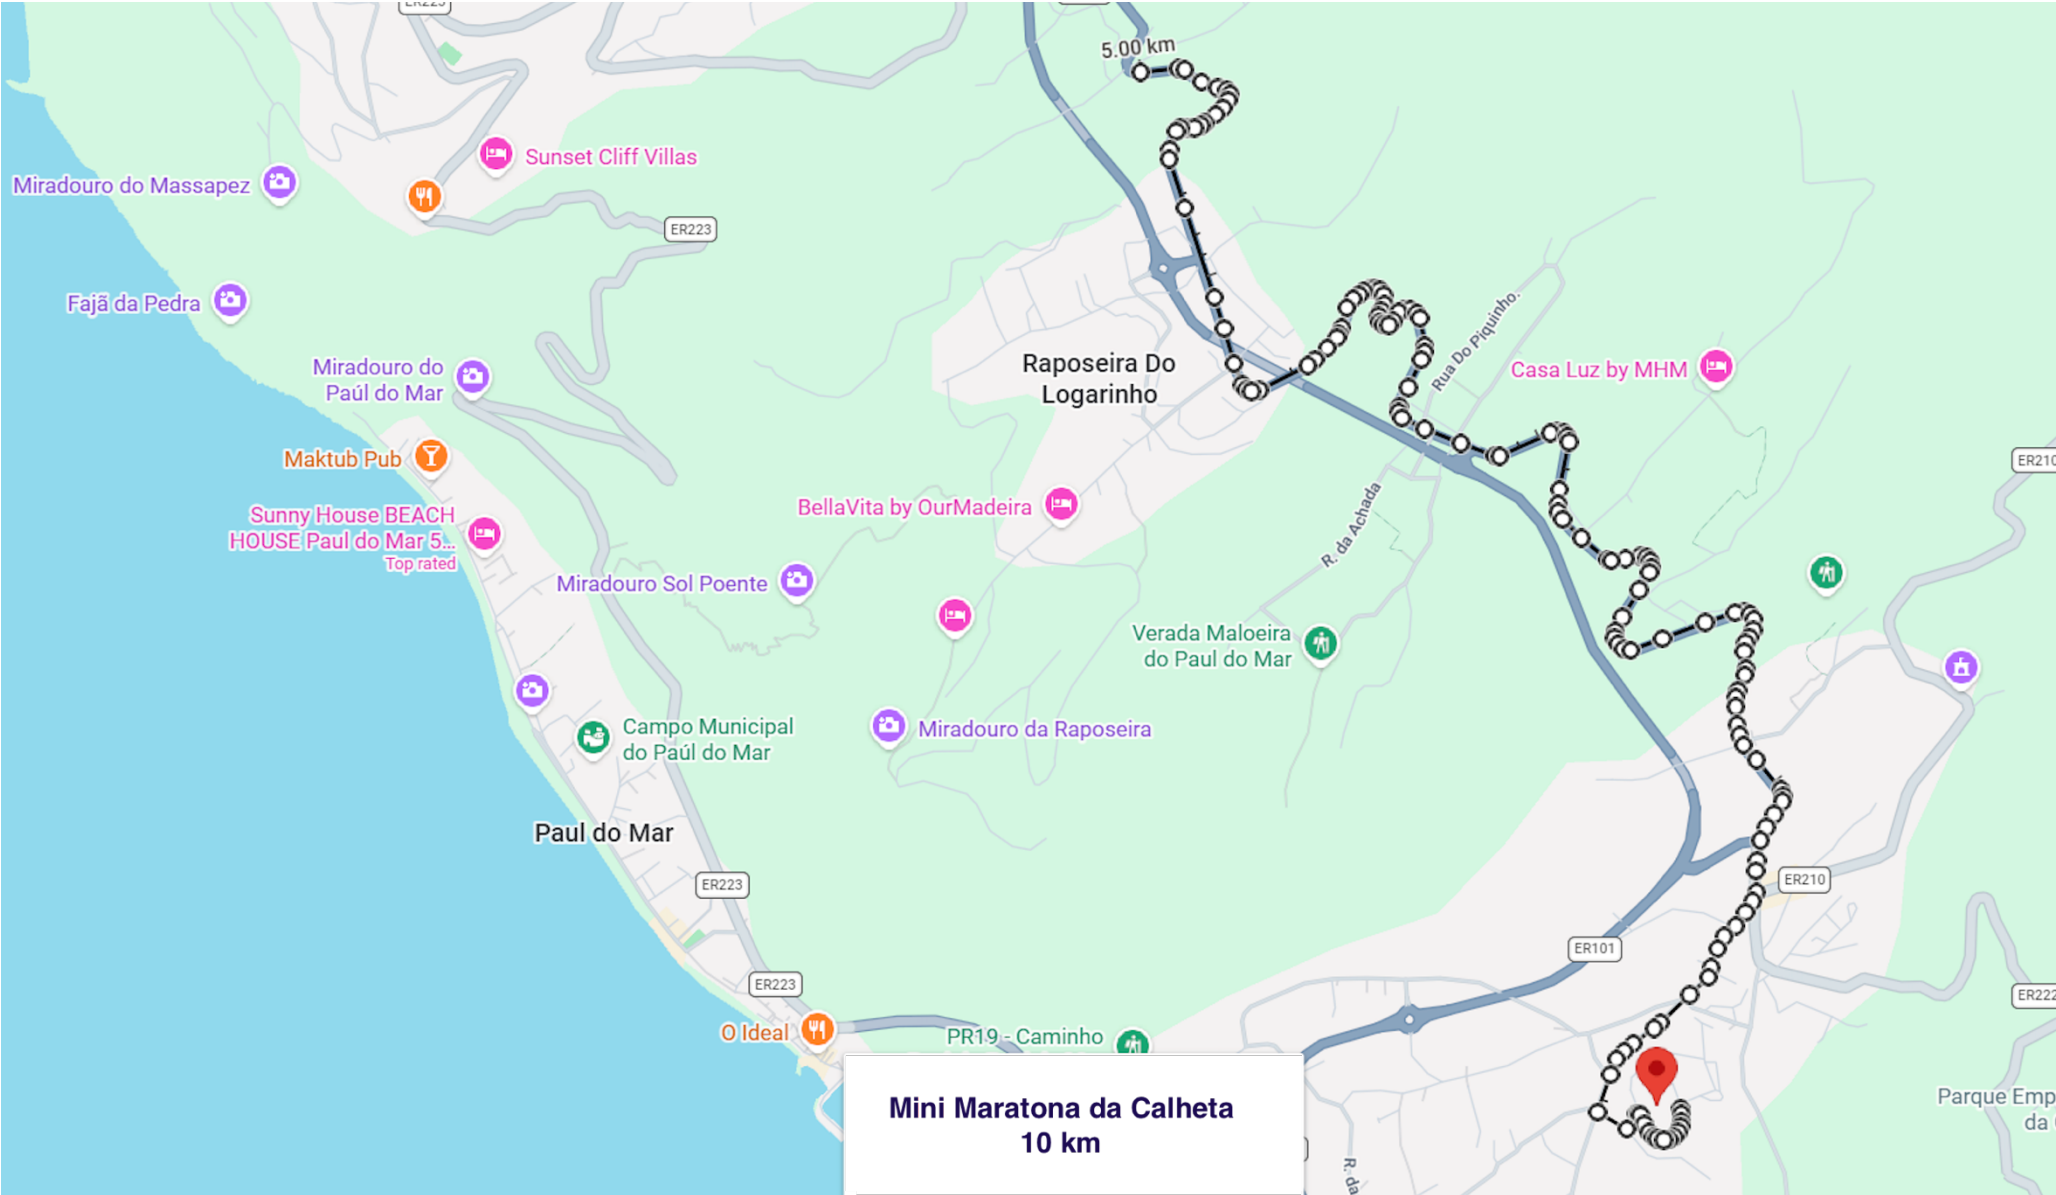 ER223
5.00 km
Sunset Cliff Villas
Miradouro do Massapez
ER223
Fajã da Pedra
Rua Do Piquinho.
Miradouro do
Paúl do Mar
Raposeira Do
Logarinho
Casa Luz by MHM
Maktub Pub
ER210
BellaVita by OurMadeira
Sunny House BEACH
HOUSE Paul do Mar 5...
Top rated
R. da Achada
Miradouro Sol Poente
Verada Maloeira
do Paul do Mar
Campo Municipal
do Paúl do Mar
Miradouro da Raposeira
Paul do Mar
ER223
ER210
ER101
ER223
ER222
O Ideal
PR19 - Caminho
Parque Emp
da
Mini Maratona da Calheta
10 km
R. da